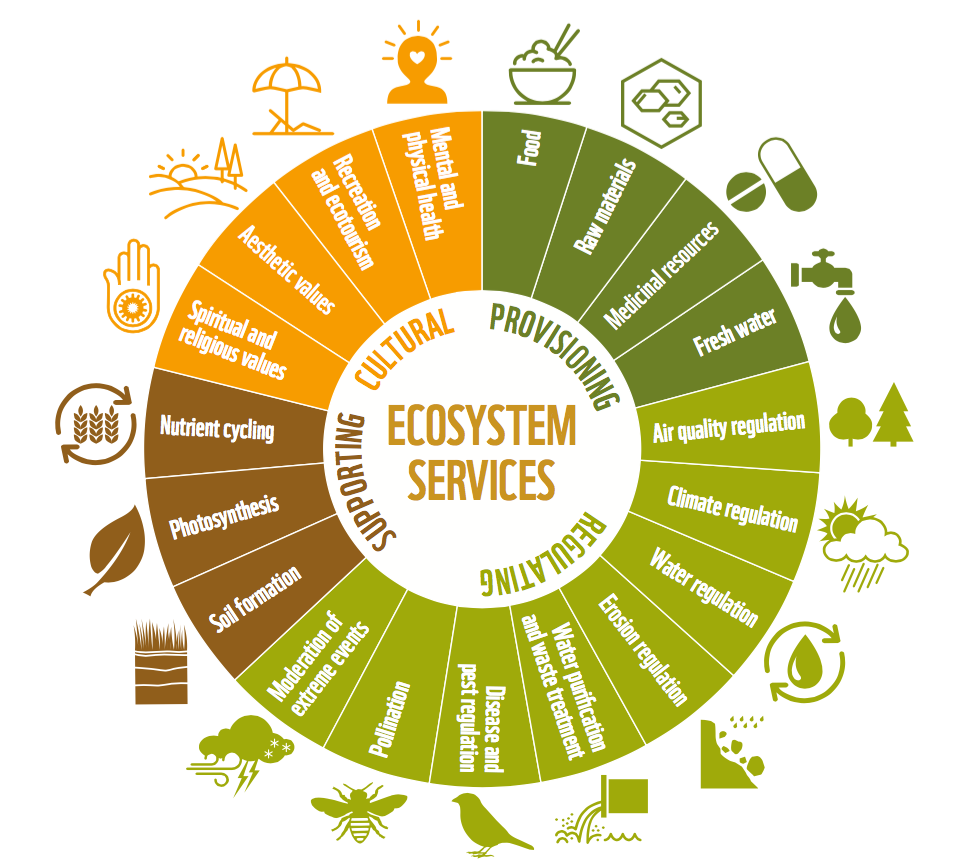 ECOSYSTEM
SERVICES
PROVISIONING
Food
Raw materials
Medicinal resources
Fresh water
REGULATING
Air quality regulation
Climate regulation
Water regulation
Erosion regulation
Water purification
and waste treatment
Disease and
pest regulation
Pollination
Moderation of
extreme events
SUPPORTING
Soil formation
Photosynthesis
Nutrient cycling
CULTURAL
Spiritual and
religious values
Aesthetic values
Recreation
and ecotourism
Mental and
physical health